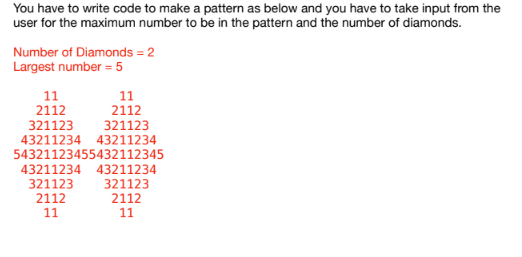 You have to write code to make a pattern as below and you have to take input from the
user for the maximum number to be in the pattern and the number of diamonds.
Number of Diamonds = 2
Largest number = 5
11 11
2112 2112
321123 321123
43211234 43211234
54321123455432112345
43211234 43211234
321123 321123
2112 2112
11 11